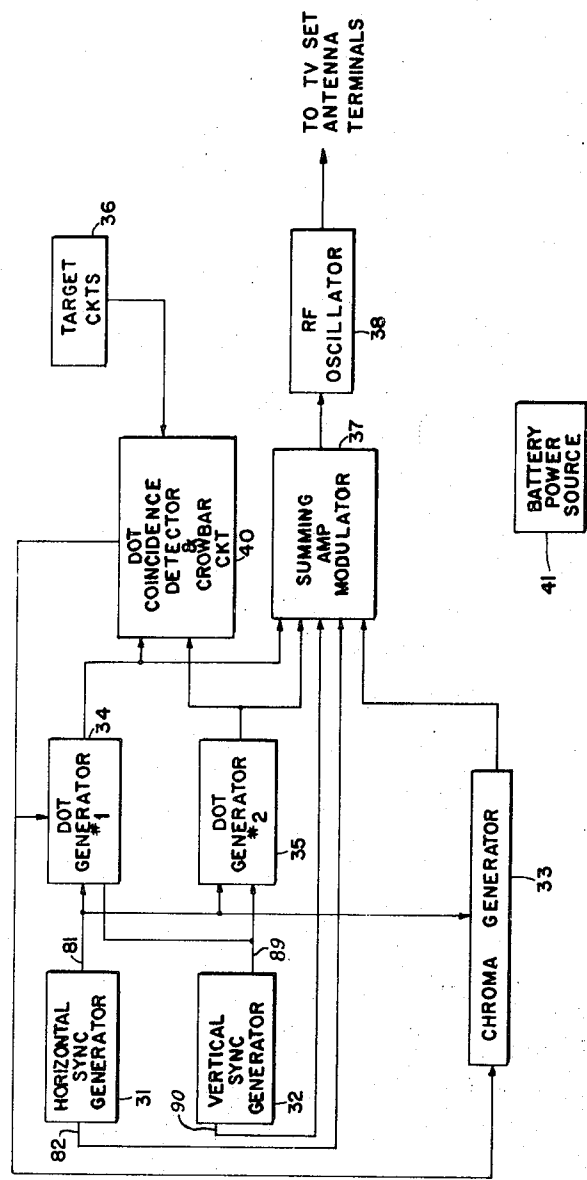 HORIZONTAL
SYNC
GENERATOR
31
82
81
VERTICAL
SYNC
GENERATOR
32
90
89
DOT
GENERATOR
#1
34
DOT
GENERATOR
#2
35
CHROMA GENERATOR
33
DOT
COINCIDENCE
DETECTOR
&
CROWBAR
CKT
40
TARGET
CKTS
36
SUMMING
AMP
MODULATOR
37
RF
OSCILLATOR
38
TO TV SET
ANTENNA
TERMINALS
BATTERY
POWER
SOURCE
41